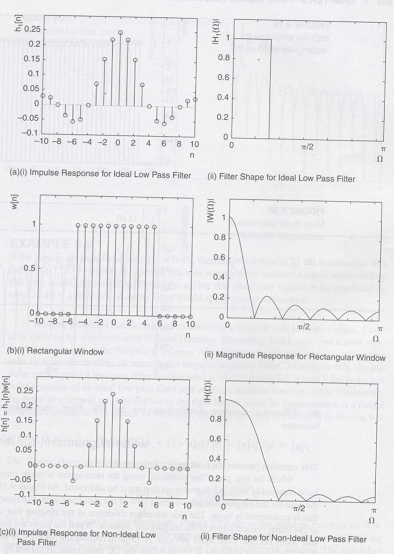 h₁[n]
0.25
0.2
0.15
0.1
0.05
0
−0.05
−0.1
−10 −8 −6 −4 −2 0 2 4 6 8 10
n
(a)(i) Impulse Response for Ideal Low Pass Filter
|H₁(Ω)|
1
0.8
0.6
0.4
0.2
0
0 π/2 π
Ω
(ii) Filter Shape for Ideal Low Pass Filter
w[n]
1
0.5
0
−10 −8 −6 −4 −2 0 2 4 6 8 10
n
(b)(i) Rectangular Window
|W(Ω)|
1
0.8
0.6
0.4
0.2
0
0 π/2 π
Ω
(ii) Magnitude Response for Rectangular Window
h[n] = h₁[n]w[n]
0.25
0.2
0.15
0.1
0.05
0
−0.05
−0.1
−10 −8 −6 −4 −2 0 2 4 6 8 10
n
(c)(i) Impulse Response for Non-Ideal Low
Pass Filter
|H(Ω)|
1
0.8
0.6
0.4
0.2
0
0 π/2 π
Ω
(ii) Filter Shape for Non-Ideal Low Pass Filter